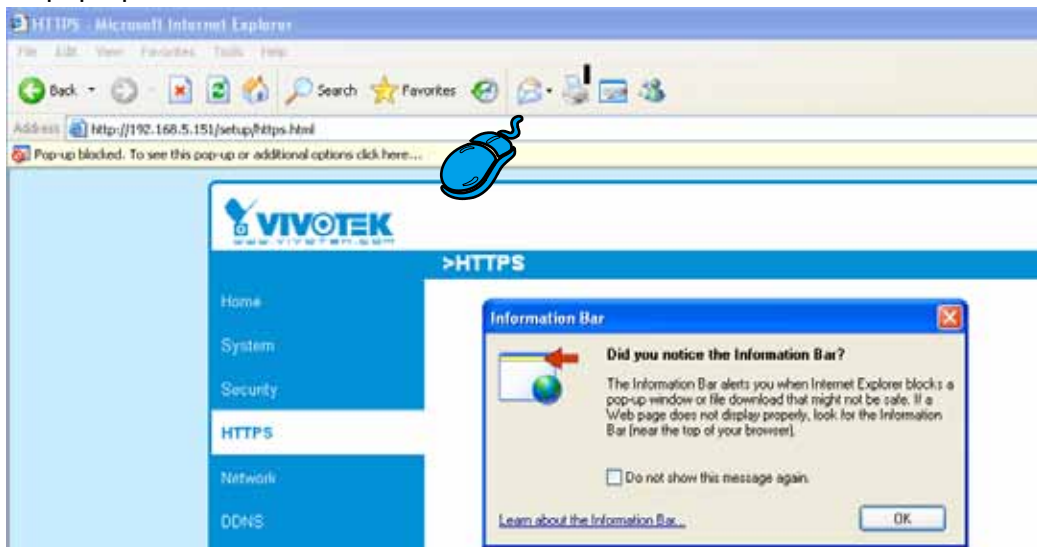 HTTPS - Microsoft Internet Explorer
File Edit View Favorites Tools Help
Back Search Favorites
Address http://192.168.5.151/setup/https.html
Pop-up blocked. To see this pop-up or additional options click here...
VIVOTEK
www.vivotek.com
>HTTPS
Home
System
Security
HTTPS
Network
DDNS
Information Bar
Did you notice the Information Bar?
The Information Bar alerts you when Internet Explorer blocks a
pop-up window or file download that might not be safe. If a
Web page does not display properly, look for the Information
Bar (near the top of your browser).
Do not show this message again.
Learn about the Information Bar...
OK